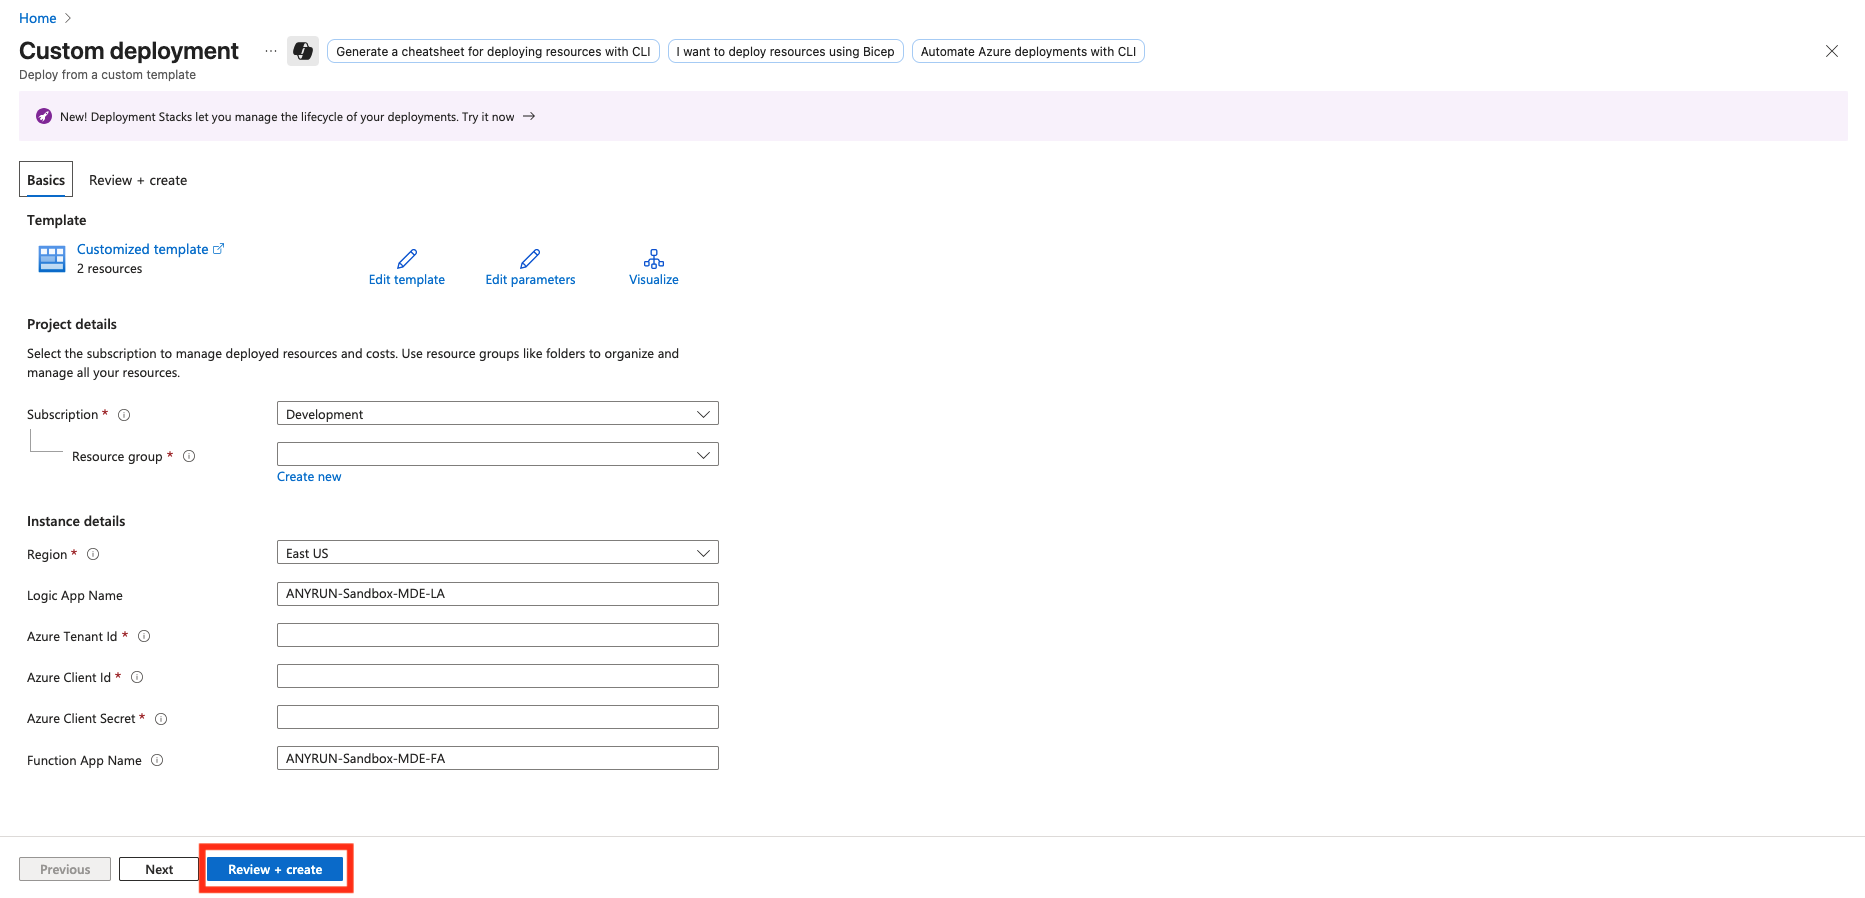 Home >
Custom deployment ...
Generate a cheatsheet for deploying resources with CLI
I want to deploy resources using Bicep
Automate Azure deployments with CLI
Deploy from a custom template
New! Deployment Stacks let you manage the lifecycle of your deployments. Try it now →
Basics
Review + create
Template
Customized template
2 resources
Edit template
Edit parameters
Visualize
Project details
Select the subscription to manage deployed resources and costs. Use resource groups like folders to organize and
manage all your resources.
Subscription *
Development
Resource group *
Create new
Instance details
Region *
East US
Logic App Name
ANYRUN-Sandbox-MDE-LA
Azure Tenant Id *
Azure Client Id *
Azure Client Secret *
Function App Name
ANYRUN-Sandbox-MDE-FA
Previous
Next
Review + create